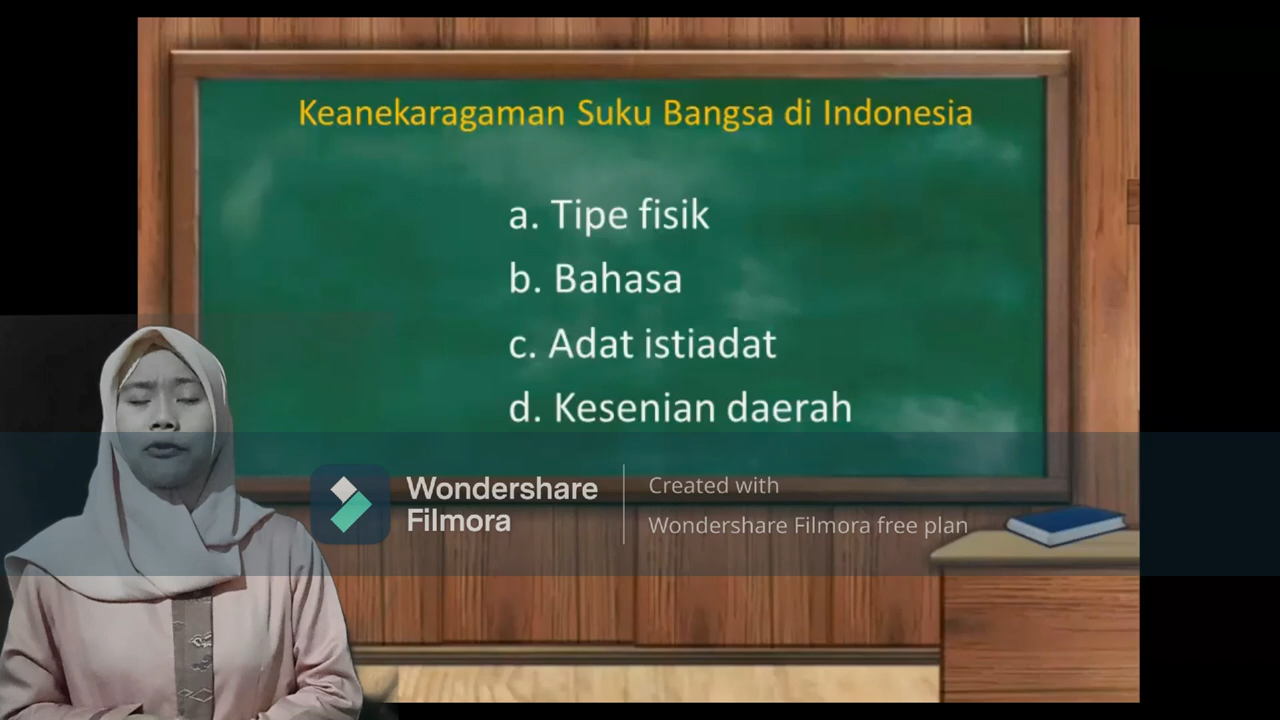 Keanekaragaman Suku Bangsa di Indonesia
a. Tipe fisik
b. Bahasa
c. Adat istiadat
d. Kesenian daerah
Wondershare
Filmora
Created with
Wondershare Filmora free plan